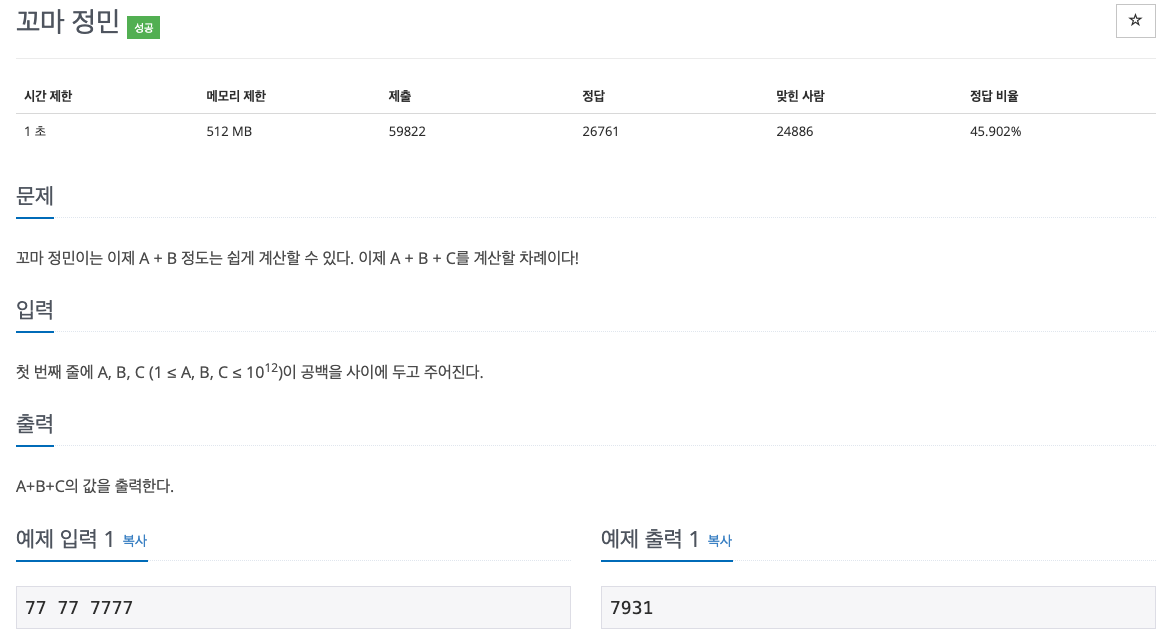 꼬마 정민 성공
☆
시간 제한 메모리 제한 제출 정답 맞힌 사람 정답 비율
1 초 512 MB 59822 26761 24886 45.902%
문제
꼬마 정민이는 이제 A + B 정도는 쉽게 계산할 수 있다. 이제 A + B + C를 계산할 차례이다!
입력
첫 번째 줄에 A, B, C (1 ≤ A, B, C ≤ 10¹²)이 공백을 사이에 두고 주어진다.
출력
A+B+C의 값을 출력한다.
예제 입력 1 복사 예제 출력 1 복사
77 77 7777 7931